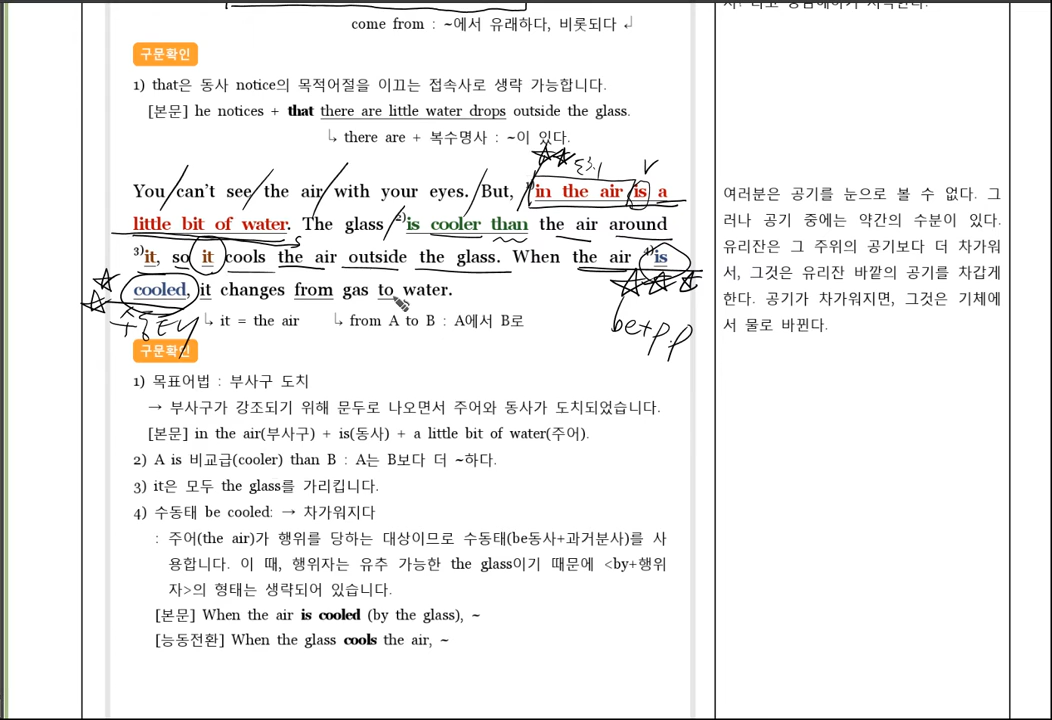 come from : ~에서 유래하다, 비롯되다 ↲
구문확인
1) that은 동사 notice의 목적어절을 이끄는 접속사로 생략 가능합니다.
[본문] he notices + that there are little water drops outside the glass.
↳ there are + 복수명사 : ~이 있다.
You can't see the air with your eyes. But, 1)in the air is a
little bit of water. The glass 2)is cooler than the air around
3)it, so it cools the air outside the glass. When the air 4)is
cooled, it changes from gas to water.
↳ it = the air ↳ from A to B : A에서 B로
be+p.p
구문확인
1) 목표어법 : 부사구 도치
→ 부사구가 강조되기 위해 문두로 나오면서 주어와 동사가 도치되었습니다.
[본문] in the air(부사구) + is(동사) + a little bit of water(주어).
2) A is 비교급(cooler) than B : A는 B보다 더 ~하다.
3) it은 모두 the glass를 가리킵니다.
4) 수동태 be cooled: → 차가워지다
: 주어(the air)가 행위를 당하는 대상이므로 수동태(be동사+과거분사)를 사
용합니다. 이 때, 행위자는 유추 가능한 the glass이기 때문에 <by+행위
자>의 형태는 생략되어 있습니다.
[본문] When the air is cooled (by the glass), ~
[능동전환] When the glass cools the air, ~
여러분은 공기를 눈으로 볼 수 없다. 그
러나 공기 중에는 약간의 수분이 있다.
유리잔은 그 주위의 공기보다 더 차가워
서, 그것은 유리잔 바깥의 공기를 차갑게
한다. 공기가 차가워지면, 그것은 기체에
서 물로 바뀐다.